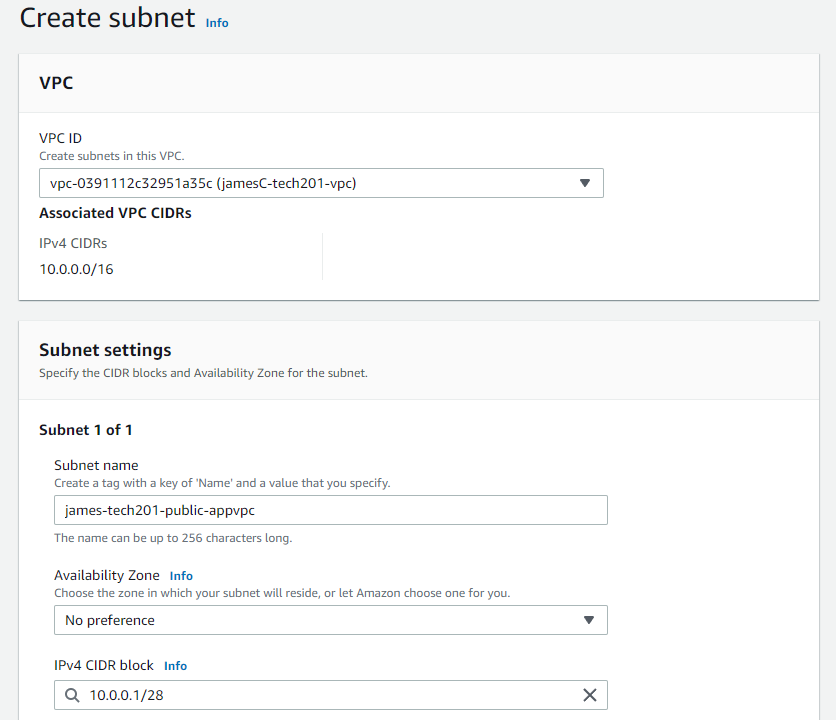 Create subnet Info
VPC
VPC ID
Create subnets in this VPC.
vpc-0391112c32951a35c (jamesC-tech201-vpc)
Associated VPC CIDRs
IPv4 CIDRs
10.0.0.0/16
Subnet settings
Specify the CIDR blocks and Availability Zone for the subnet.
Subnet 1 of 1
Subnet name
Create a tag with a key of 'Name' and a value that you specify.
james-tech201-public-appvpc
The name can be up to 256 characters long.
Availability Zone Info
Choose the zone in which your subnet will reside, or let Amazon choose one for you.
No preference
IPv4 CIDR block Info
10.0.0.1/28